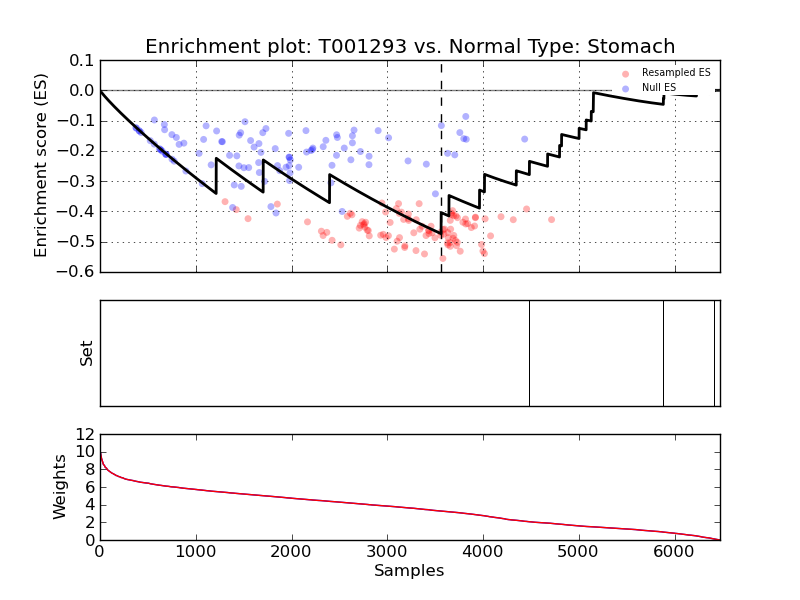 Enrichment plot: T001293 vs. Normal Type: Stomach
Enrichment score (ES)
0.1
0.0
−0.1
−0.2
−0.3
−0.4
−0.5
−0.6
Resampled ES
Null ES
Set
Weights
12
10
8
6
4
2
0
0 1000 2000 3000 4000 5000 6000
Samples